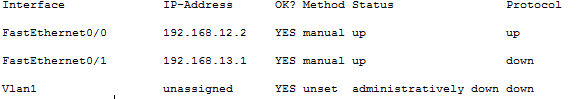 Interface IP-Address OK? Method Status Protocol
FastEthernet0/0 192.168.12.2 YES manual up up
FastEthernet0/1 192.168.13.1 YES manual up down
Vlan1 unassigned YES unset administratively down down